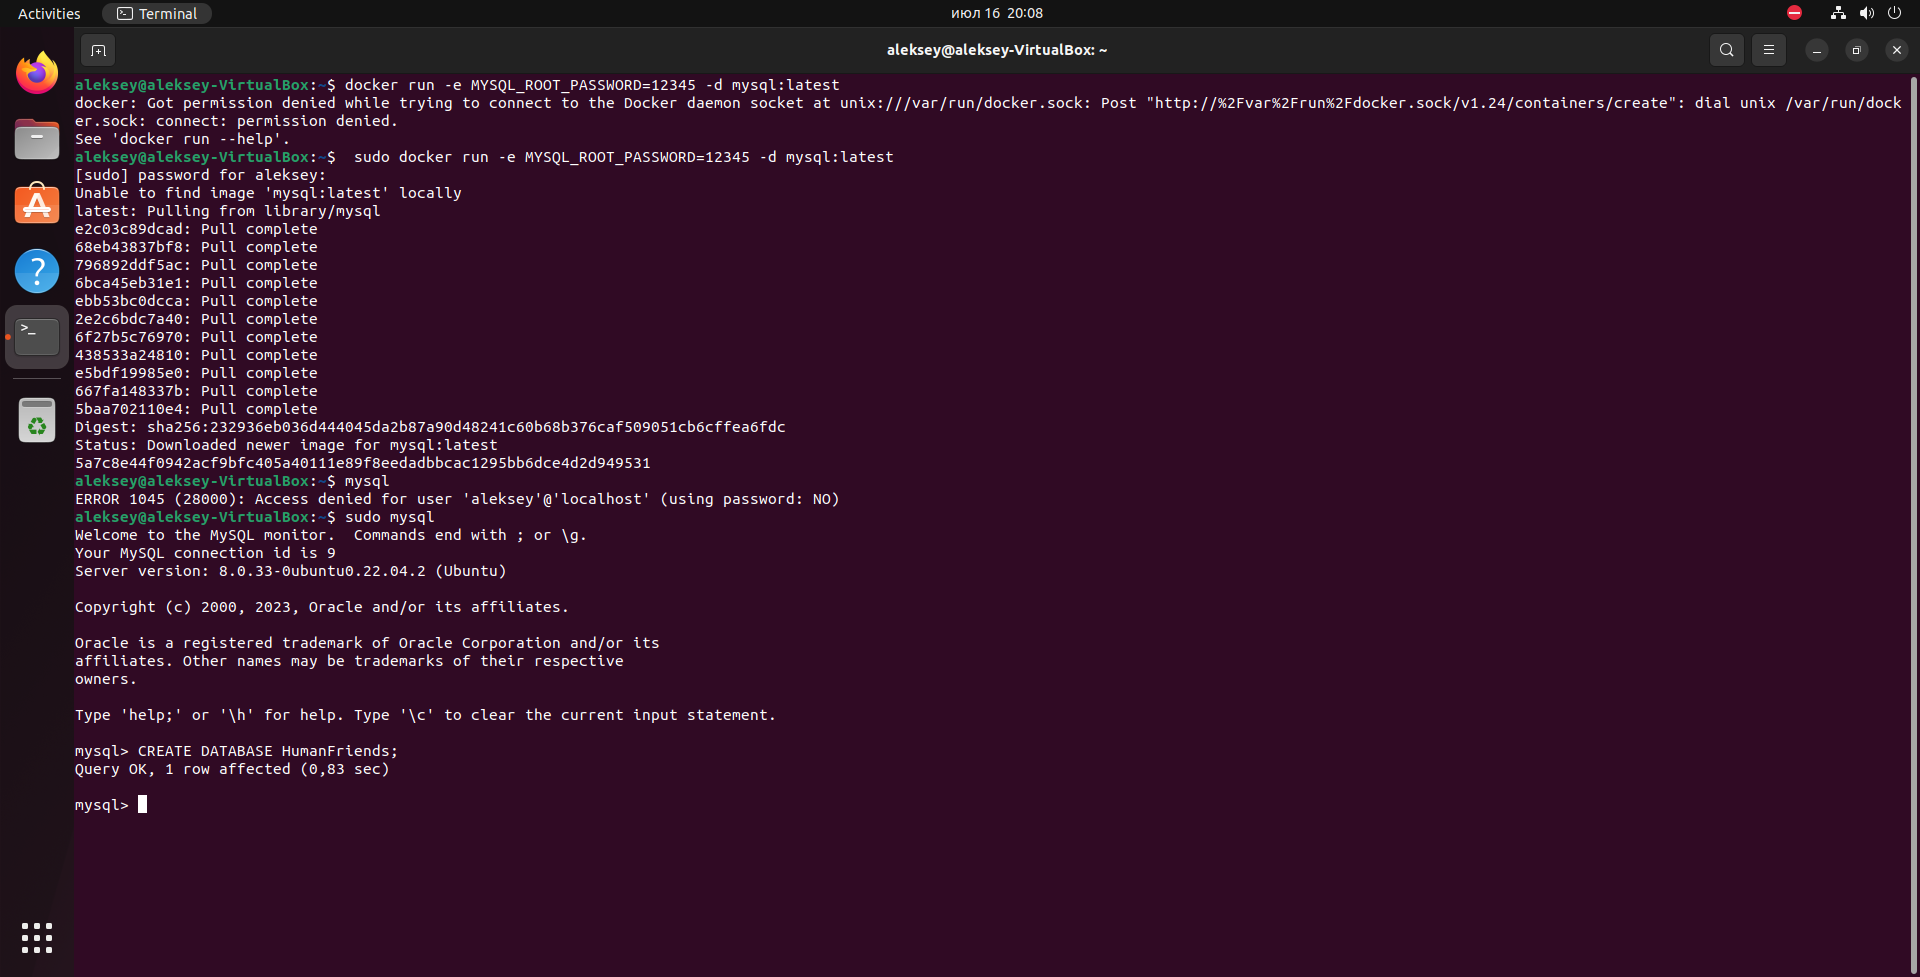 Activities
Terminal
июл 16 20:08
aleksey@aleksey-VirtualBox: ~
aleksey@aleksey-VirtualBox:~$ docker run -e MYSQL_ROOT_PASSWORD=12345 -d mysql:latest
docker: Got permission denied while trying to connect to the Docker daemon socket at unix:///var/run/docker.sock: Post "http://%2Fvar%2Frun%2Fdocker.sock/v1.24/containers/create": dial unix /var/run/dock
er.sock: connect: permission denied.
See 'docker run --help'.
aleksey@aleksey-VirtualBox:~$  sudo docker run -e MYSQL_ROOT_PASSWORD=12345 -d mysql:latest
[sudo] password for aleksey:
Unable to find image 'mysql:latest' locally
latest: Pulling from library/mysql
e2c03c89dcad: Pull complete
68eb43837bf8: Pull complete
796892ddf5ac: Pull complete
6bca45eb31e1: Pull complete
ebb53bc0dcca: Pull complete
2e2c6bdc7a40: Pull complete
6f27b5c76970: Pull complete
438533a24810: Pull complete
e5bdf19985e0: Pull complete
667fa148337b: Pull complete
5baa702110e4: Pull complete
Digest: sha256:232936eb036d444045da2b87a90d48241c60b68b376caf509051cb6cffea6fdc
Status: Downloaded newer image for mysql:latest
5a7c8e44f0942acf9bfc405a40111e89f8eedadbbcac1295bb6dce4d2d949531
aleksey@aleksey-VirtualBox:~$ mysql
ERROR 1045 (28000): Access denied for user 'aleksey'@'localhost' (using password: NO)
aleksey@aleksey-VirtualBox:~$ sudo mysql
Welcome to the MySQL monitor.  Commands end with ; or \g.
Your MySQL connection id is 9
Server version: 8.0.33-0ubuntu0.22.04.2 (Ubuntu)
Copyright (c) 2000, 2023, Oracle and/or its affiliates.
Oracle is a registered trademark of Oracle Corporation and/or its
affiliates. Other names may be trademarks of their respective
owners.
Type 'help;' or '\h' for help. Type '\c' to clear the current input statement.
mysql> CREATE DATABASE HumanFriends;
Query OK, 1 row affected (0,83 sec)
mysql>